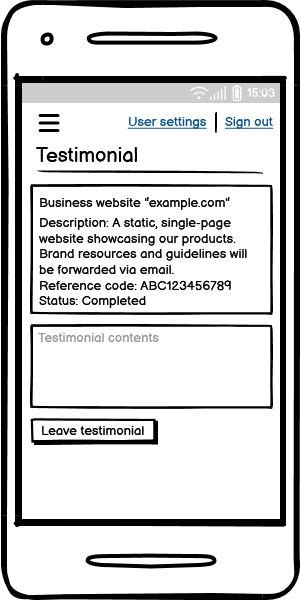 15:03
User settings | Sign out
Testimonial
Business website "example.com"
Description: A static, single-page
website showcasing our products.
Brand resources and guidelines will
be forwarded via email.
Reference code: ABC123456789
Status: Completed
Testimonial contents
Leave testimonial